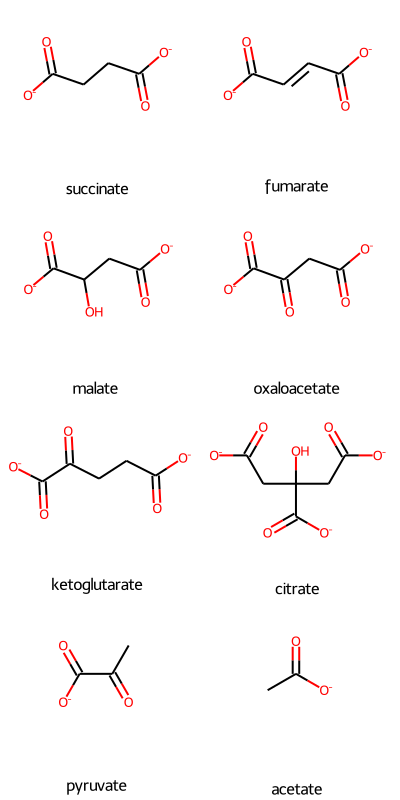 O
O⁻
O⁻
O
succinate
O
O⁻
O⁻
O
fumarate
O
O⁻
O⁻
O
OH
malate
O
O⁻
O⁻
O
O
oxaloacetate
O
O⁻
O⁻
O
O
ketoglutarate
O
O
O⁻
O⁻
OH
O
O⁻
citrate
O
O⁻
O
pyruvate
O
O⁻
acetate